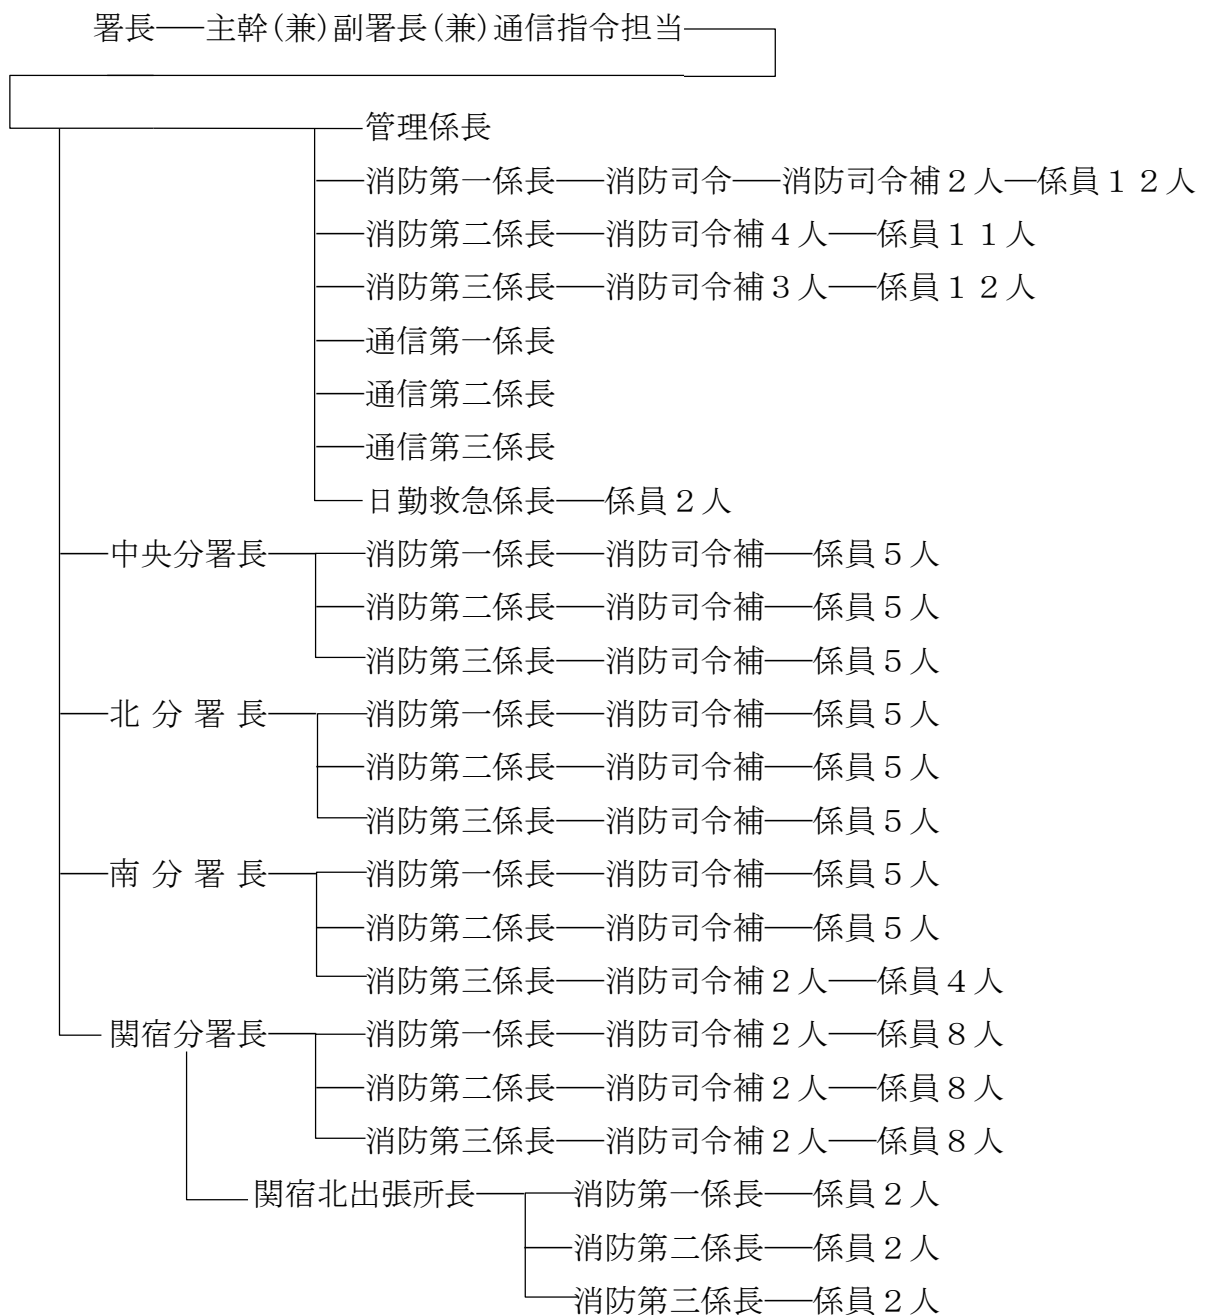 署長──主幹(兼)副署長(兼)通信指令担当
管理係長
消防第一係長──消防司令──消防司令補２人─係員１２人
消防第二係長──消防司令補４人──係員１１人
消防第三係長──消防司令補３人──係員１２人
通信第一係長
通信第二係長
通信第三係長
日勤救急係長──係員２人
中央分署長──消防第一係長──消防司令補──係員５人
消防第二係長──消防司令補──係員５人
消防第三係長──消防司令補──係員５人
北分署長──消防第一係長──消防司令補──係員５人
消防第二係長──消防司令補──係員５人
消防第三係長──消防司令補──係員５人
南分署長──消防第一係長──消防司令補──係員５人
消防第二係長──消防司令補──係員５人
消防第三係長──消防司令補２人──係員４人
関宿分署長──消防第一係長──消防司令補２人──係員８人
消防第二係長──消防司令補２人──係員８人
消防第三係長──消防司令補２人──係員８人
関宿北出張所長──消防第一係長──係員２人
消防第二係長──係員２人
消防第三係長──係員２人